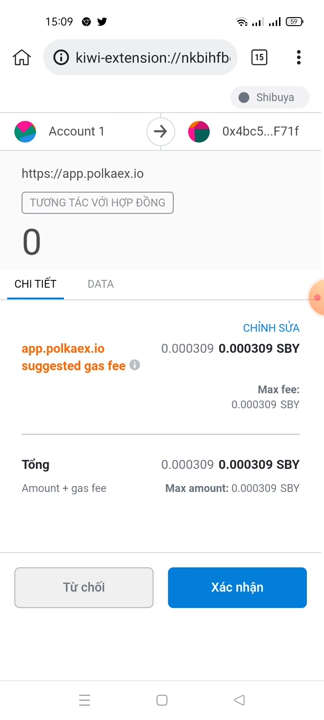 15:09
59
kiwi-extension://nkbihfb
15
Shibuya
Account 1
0x4bc5...F71f
https://app.polkaex.io
TƯƠNG TÁC VỚI HỢP ĐỒNG
0
CHI TIẾT
DATA
CHỈNH SỬA
app.polkaex.io
suggested gas fee
0.000309 0.000309 SBY
Max fee:
0.000309 SBY
Tổng
0.000309 0.000309 SBY
Amount + gas fee
Max amount: 0.000309 SBY
Từ chối
Xác nhận